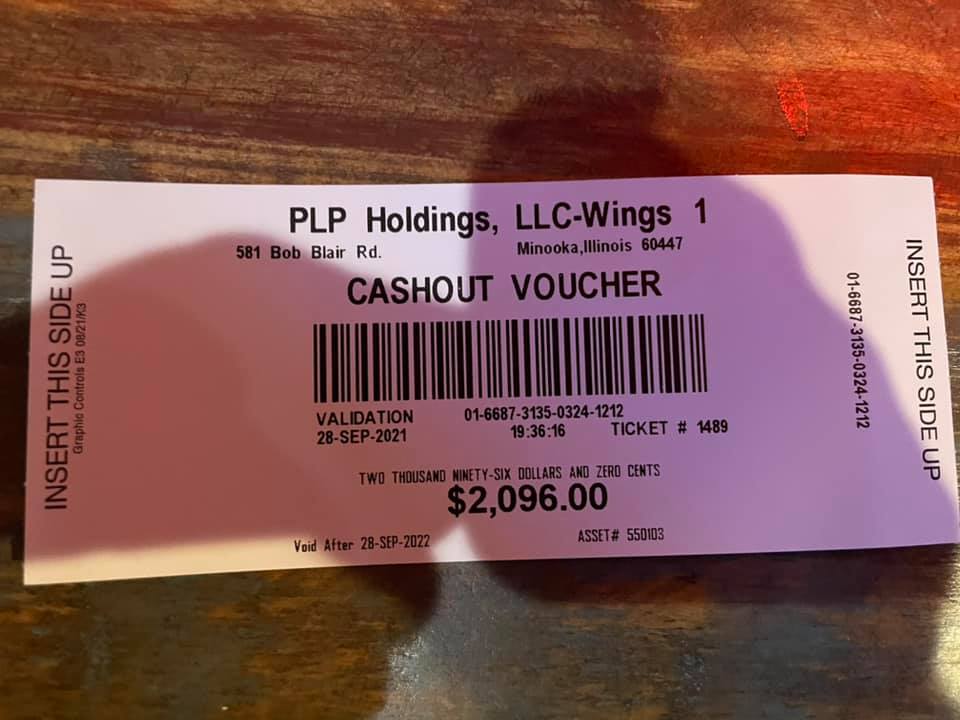 PLP Holdings, LLC-Wings 1
581 Bob Blair Rd. Minooka,Illinois 60447
CASHOUT VOUCHER
VALIDATION 01-6687-3135-0324-1212
28-SEP-2021 19:36:16 TICKET # 1489
TWO THOUSAND NINETY-SIX DOLLARS AND ZERO CENTS
$2,096.00
Void After 28-SEP-2022 ASSET# 550103
INSERT THIS SIDE UP
Graphic Controls E3 08/21/K3
01-6687-3135-0324-1212
INSERT THIS SIDE UP